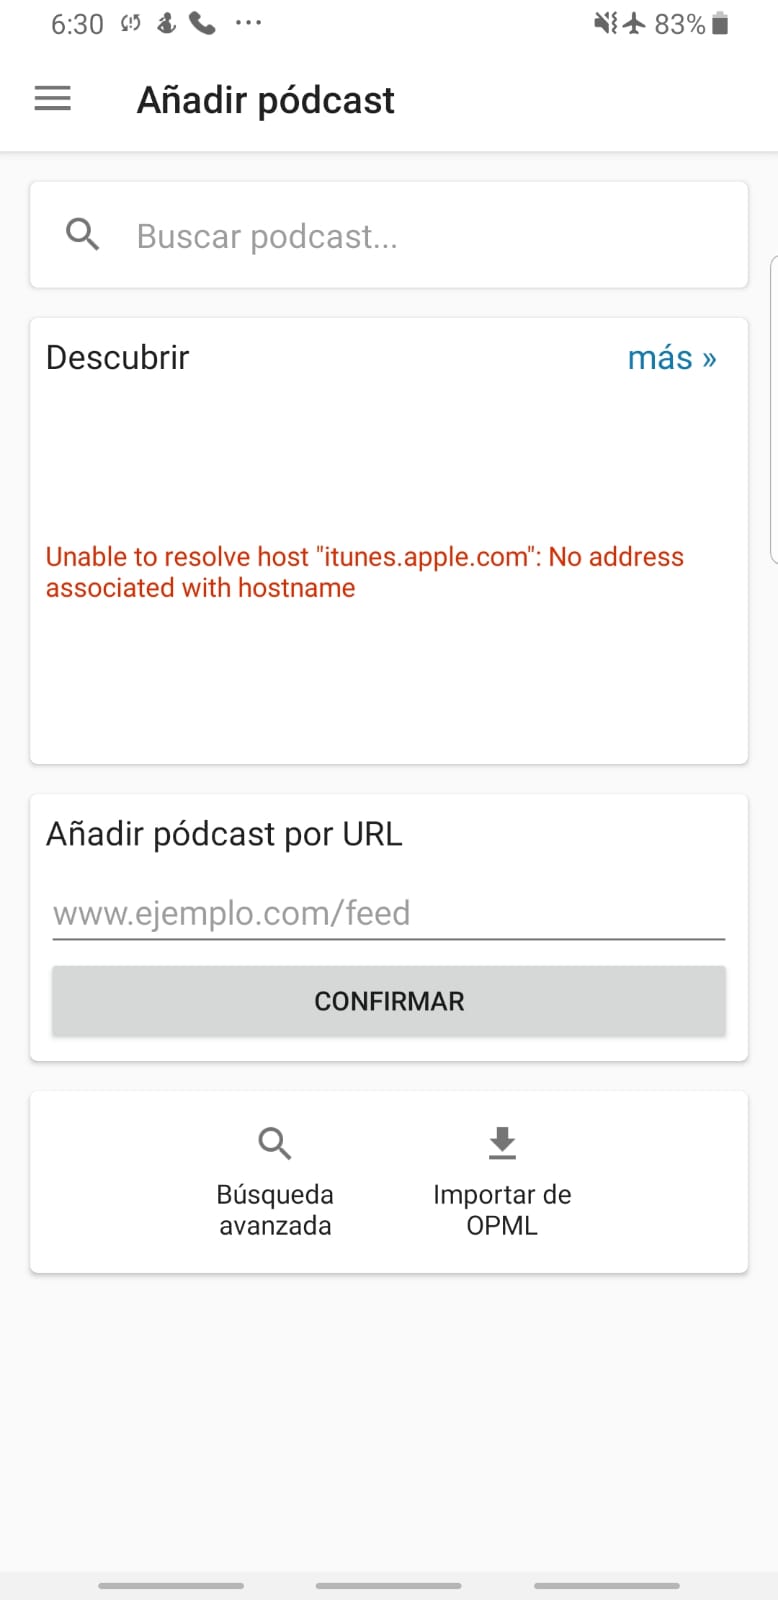 6:30 ... 83%
Añadir pódcast
Buscar podcast...
Descubrir más »
Unable to resolve host "itunes.apple.com": No address
associated with hostname
Añadir pódcast por URL
www.ejemplo.com/feed
CONFIRMAR
Búsqueda
avanzada
Importar de
OPML